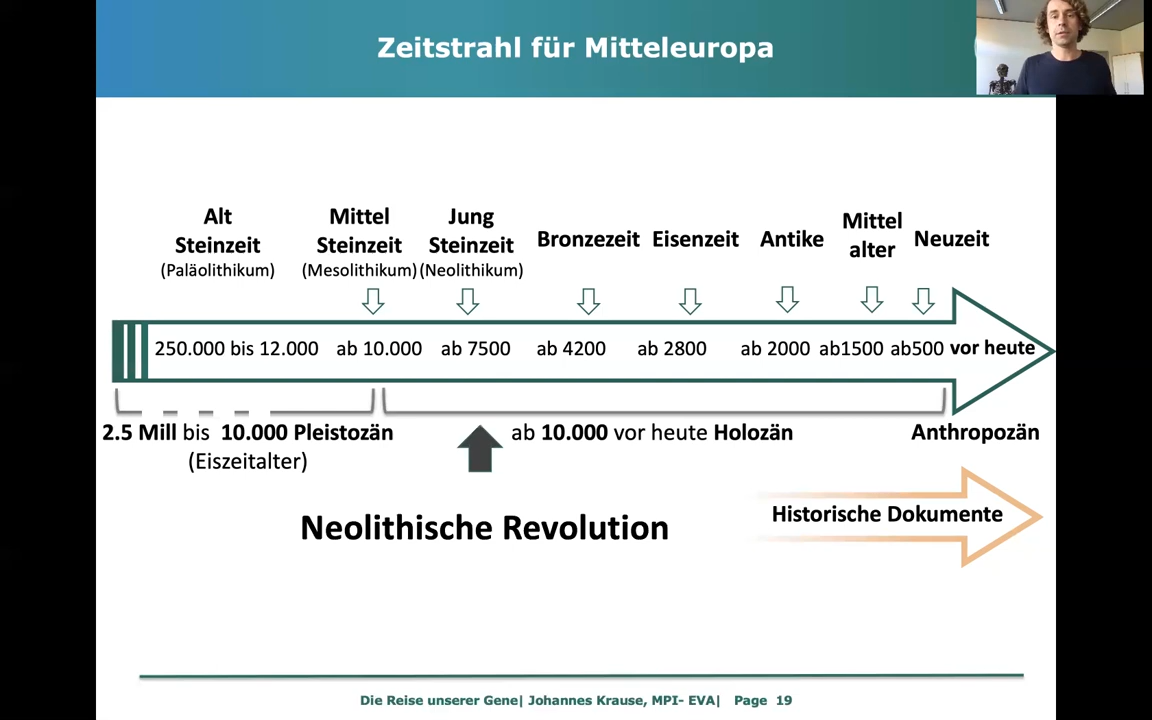 Zeitstrahl für Mitteleuropa
Alt
Steinzeit
(Paläolithikum)
Mittel
Steinzeit
(Mesolithikum)
Jung
Steinzeit
(Neolithikum)
Bronzezeit
Eisenzeit
Antike
Mittel
alter
Neuzeit
250.000 bis 12.000
ab 10.000
ab 7500
ab 4200
ab 2800
ab 2000
ab1500
ab500
vor heute
2.5 Mill bis 10.000 Pleistozän
(Eiszeitalter)
ab 10.000 vor heute Holozän
Anthropozän
Neolithische Revolution
Historische Dokumente
Die Reise unserer Gene| Johannes Krause, MPI- EVA| Page 19